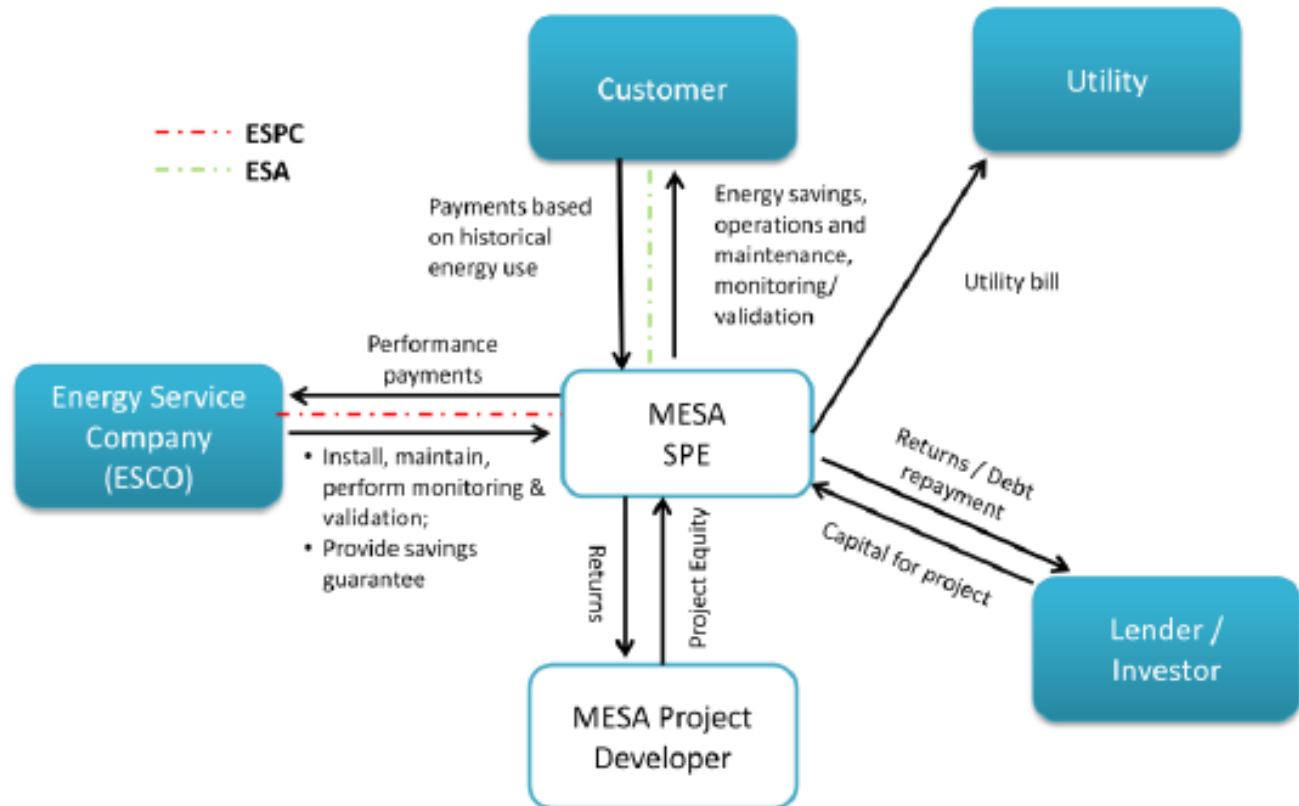 Customer
Utility
ESPC
ESA
Payments based
on historical
energy use
Energy savings,
operations and
maintenance,
monitoring/
validation
Utility bill
Performance
payments
Energy Service
Company
(ESCO)
MESA
SPE
• Install, maintain,
perform monitoring &
validation;
• Provide savings
guarantee
Returns / Debt
repayment
Capital for project
Returns
Project Equity
Lender /
Investor
MESA Project
Developer